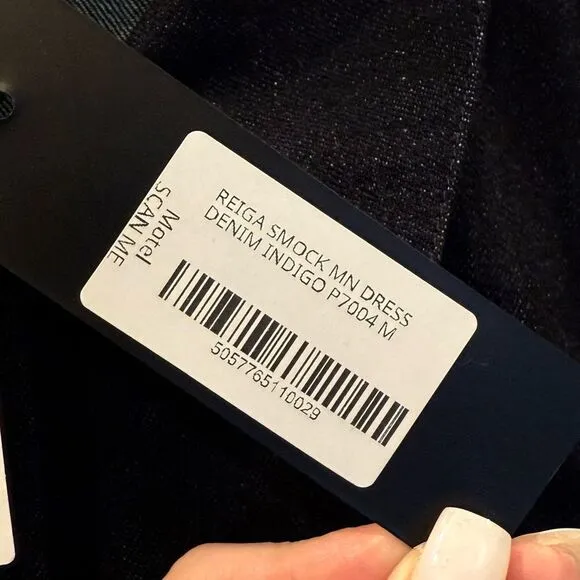 REIGA SMOCK MN DRESS
DENIM INDIGO P7004 M
Motel
SCAN ME
5057765110029